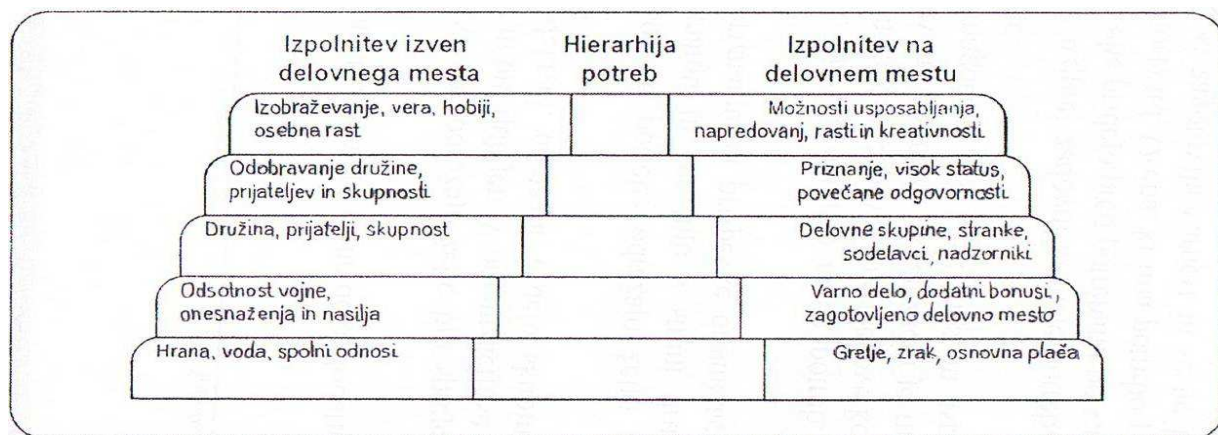 Izpolnitev izven
delovnega mesta
Hierarhija
potreb
Izpolnitev na
delovnem mestu
Izobraževanje, vera, hobiji,
osebna rast
Možnosti usposabljanja,
napredovanj, rasti in kreativnosti
Odobravanje družine,
prijateljev in skupnosti
Priznanje, visok status,
povečane odgovornosti
Družina, prijatelji, skupnost
Delovne skupine, stranke,
sodelavci, nadzorniki
Odsotnost vojne,
onesnaženja in nasilja
Varno delo, dodatni bonusi,
zagotovljeno delovno mesto
Hrana, voda, spolni odnosi
Gretje, zrak, osnovna plača